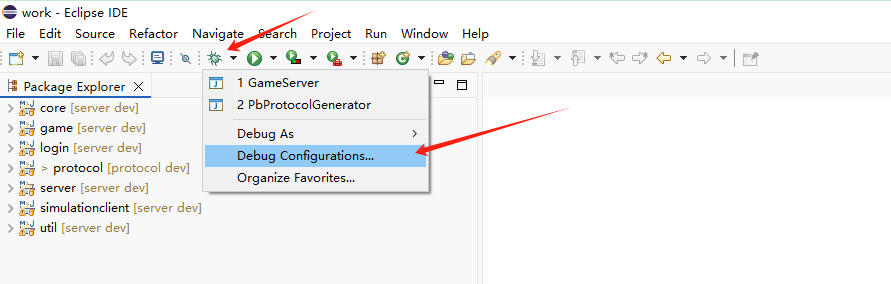 work - Eclipse IDE
File Edit Source Refactor Navigate Search Project Run Window Help
Package Explorer
1 GameServer
2 PbProtocolGenerator
Debug As
Debug Configurations...
Organize Favorites...
core [server dev]
game [server dev]
login [server dev]
> protocol [protocol dev]
server [server dev]
simulationclient [server dev]
util [server dev]